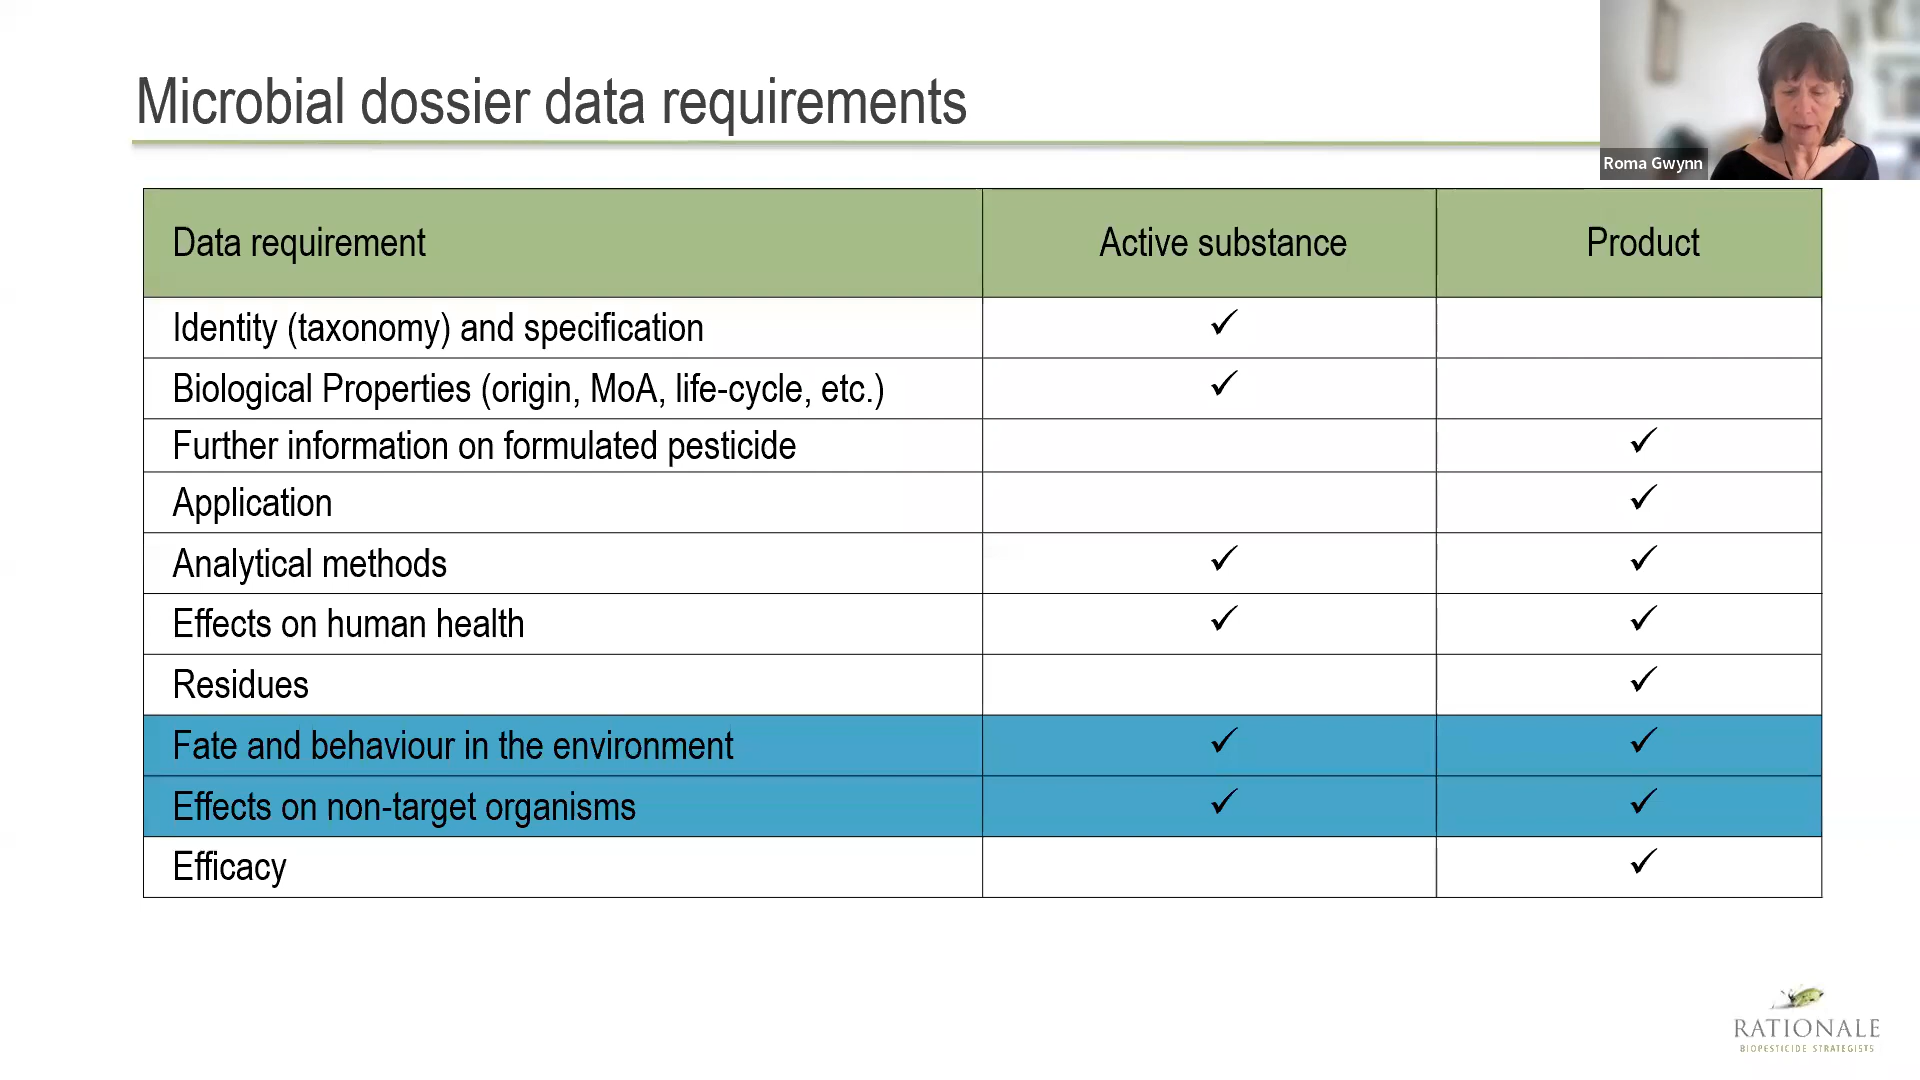 Microbial dossier data requirements
Roma Gwynn
Data requirement Active substance Product
Identity (taxonomy) and specification ✓
Biological Properties (origin, MoA, life-cycle, etc.) ✓
Further information on formulated pesticide ✓
Application ✓
Analytical methods ✓ ✓
Effects on human health ✓ ✓
Residues ✓
Fate and behaviour in the environment ✓ ✓
Effects on non-target organisms ✓ ✓
Efficacy ✓
RATIONALE
BIOPESTICIDE STRATEGISTS